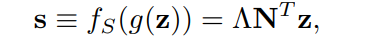 s ≡ f_S(g(z)) = ΛN^T z,